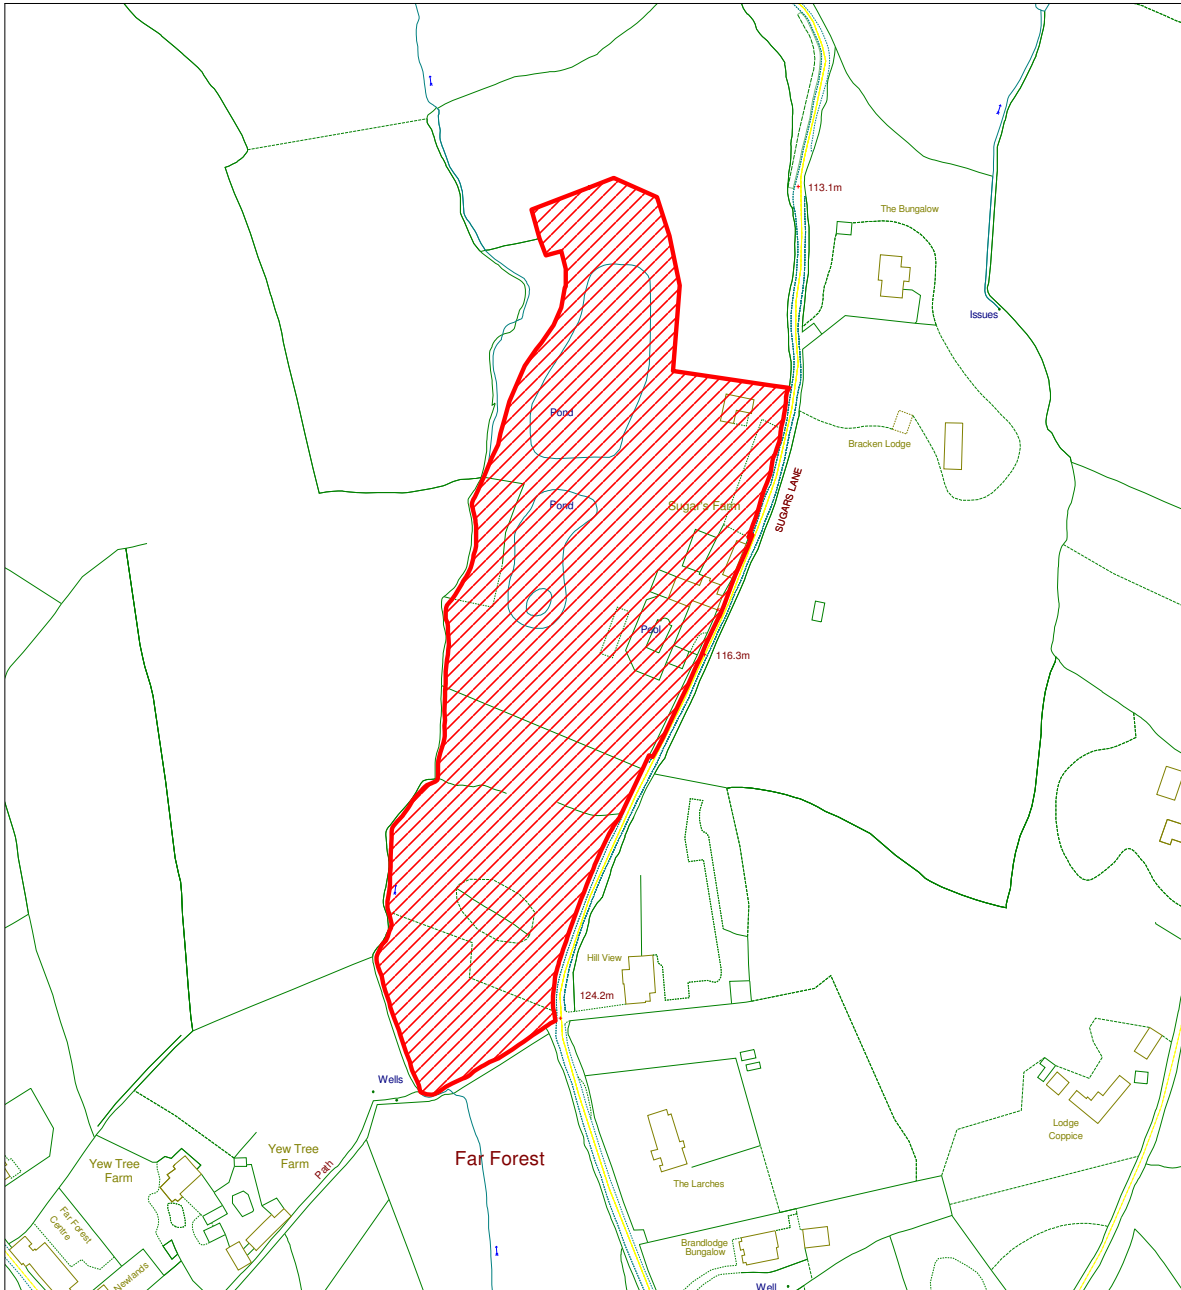 113.1m
The Bungalow
Issues
Pond
Bracken Lodge
SUGARS LANE
Pond
Sugar's Farm
Pool
116.3m
Hill View
124.2m
Wells
Lodge
Coppice
Far Forest
Yew Tree
Farm
Yew Tree
Farm
Path
The Larches
Far Forest
Centre
Brandlodge
Bungalow
Newlands
Well